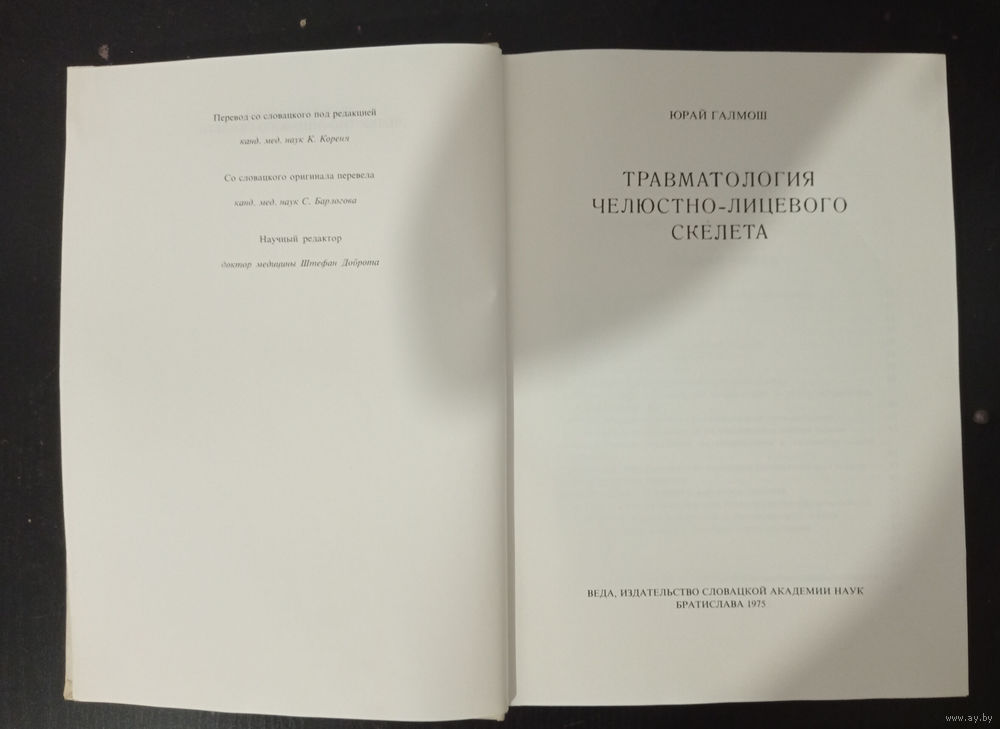 Перевод со словацкого под редакцией
канд. мед. наук К. Кореня
Со словацкого оригинала перевела
канд. мед. наук С. Барлогова
Научный редактор
доктор медицины Штефан Доброта
ЮРАЙ ГАЛМОШ
ТРАВМАТОЛОГИЯ
ЧЕЛЮСТНО-ЛИЦЕВОГО
СКЕЛЕТА
ВЕДА, ИЗДАТЕЛЬСТВО СЛОВАЦКОЙ АКАДЕМИИ НАУК
БРАТИСЛАВА 1975
www.ay.by